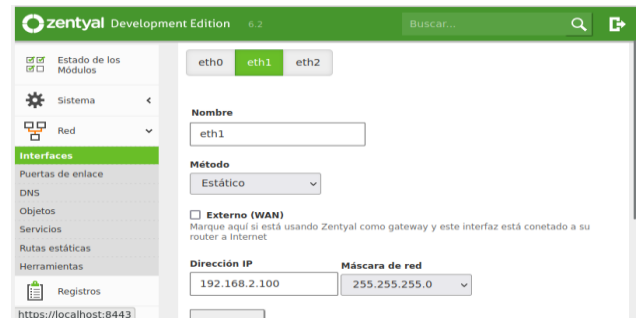 zentyal Development Edition 6.2
Buscar...
Estado de los
Módulos
Sistema
Red
Interfaces
Puertas de enlace
DNS
Objetos
Servicios
Rutas estáticas
Herramientas
Registros
https://localhost:8443
eth0 eth1 eth2
Nombre
eth1
Método
Estático
Externo (WAN)
Marque aquí si está usando Zentyal como gateway y este interfaz está conetado a su
router a Internet
Dirección IP Máscara de red
192.168.2.100 255.255.255.0